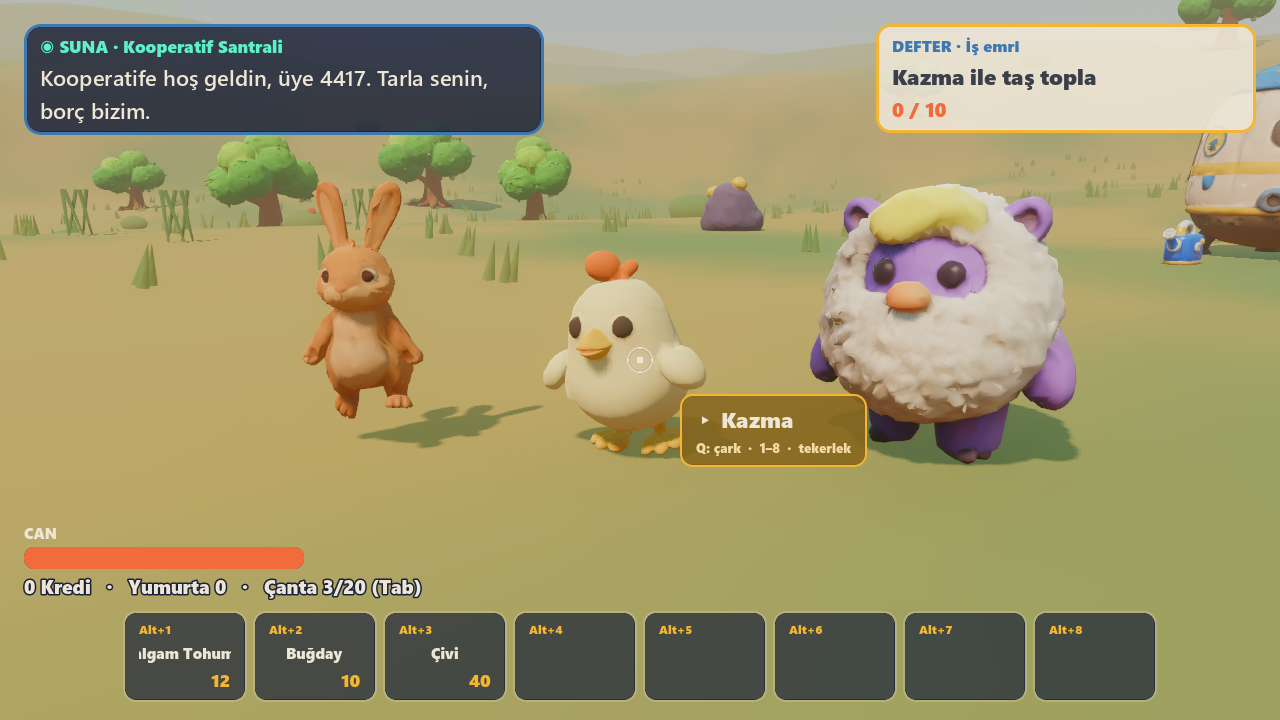 ◉ SUNA · Kooperatif Santrali
Kooperatife hoş geldin, üye 4417. Tarla senin,
borç bizim.
DEFTER · İş emri
Kazma ile taş topla
0 / 10
▸ Kazma
Q: çark · 1–8 · tekerlek
CAN
0 Kredi · Yumurta 0 · Çanta 3/20 (Tab)
Alt+1
lgam Tohum
12
Alt+2
Buğday
10
Alt+3
Çivi
40
Alt+4
Alt+5
Alt+6
Alt+7
Alt+8